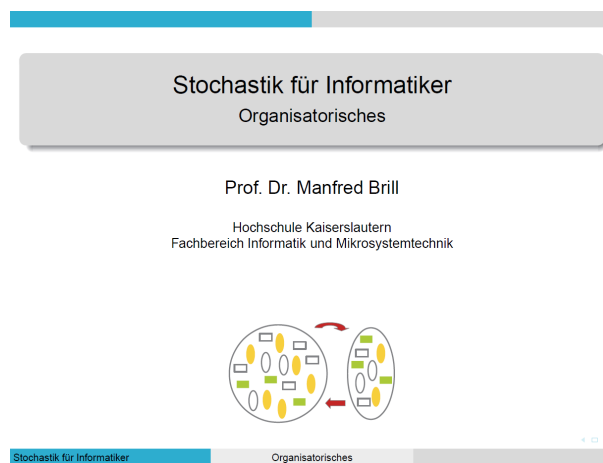 Stochastik für Informatiker
Organisatorisches
Prof. Dr. Manfred Brill
Hochschule Kaiserslautern
Fachbereich Informatik und Mikrosystemtechnik
Stochastik für Informatiker
Organisatorisches